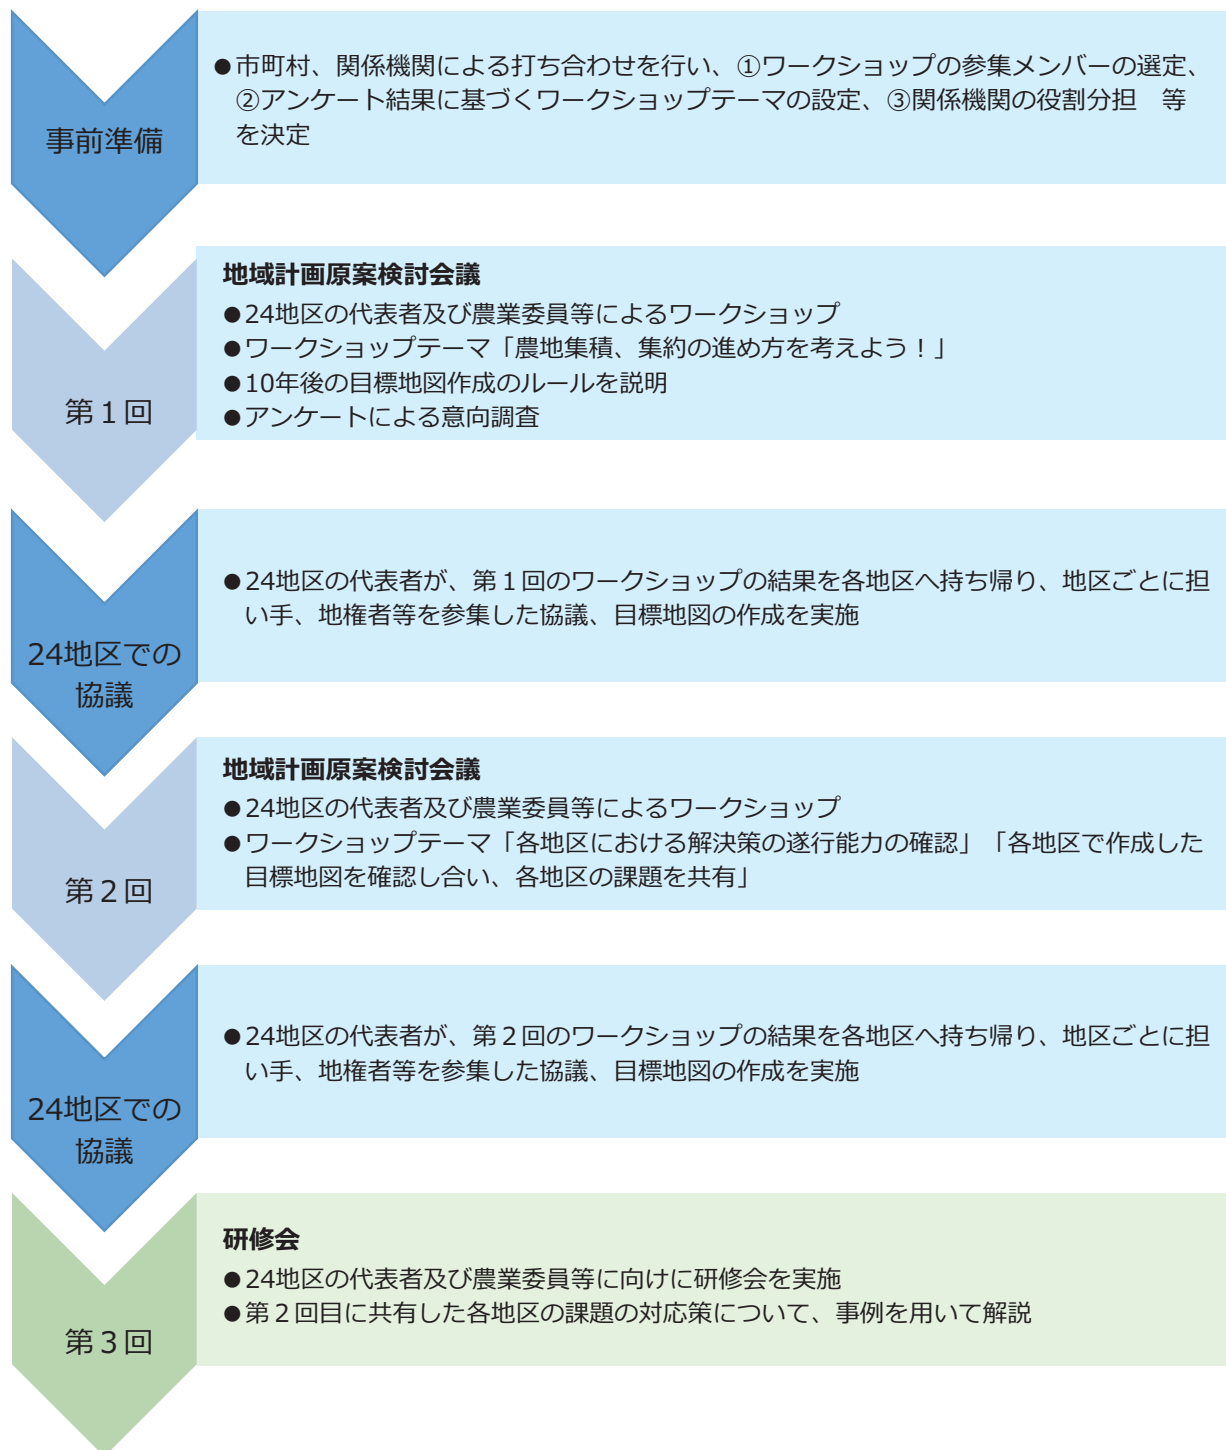 事前準備
●市町村、関係機関による打ち合わせを行い、①ワークショップの参集メンバーの選定、
②アンケート結果に基づくワークショップテーマの設定、③関係機関の役割分担　等
を決定
第１回
地域計画原案検討会議
●24地区の代表者及び農業委員等によるワークショップ
●ワークショップテーマ「農地集積、集約の進め方を考えよう！」
●10年後の目標地図作成のルールを説明
●アンケートによる意向調査
24地区での
協議
●24地区の代表者が、第１回のワークショップの結果を各地区へ持ち帰り、地区ごとに担
い手、地権者等を参集した協議、目標地図の作成を実施
第２回
地域計画原案検討会議
●24地区の代表者及び農業委員等によるワークショップ
●ワークショップテーマ「各地区における解決策の遂行能力の確認」「各地区で作成した
目標地図を確認し合い、各地区の課題を共有」
24地区での
協議
●24地区の代表者が、第２回のワークショップの結果を各地区へ持ち帰り、地区ごとに担
い手、地権者等を参集した協議、目標地図の作成を実施
第３回
研修会
●24地区の代表者及び農業委員等に向けに研修会を実施
●第２回目に共有した各地区の課題の対応策について、事例を用いて解説